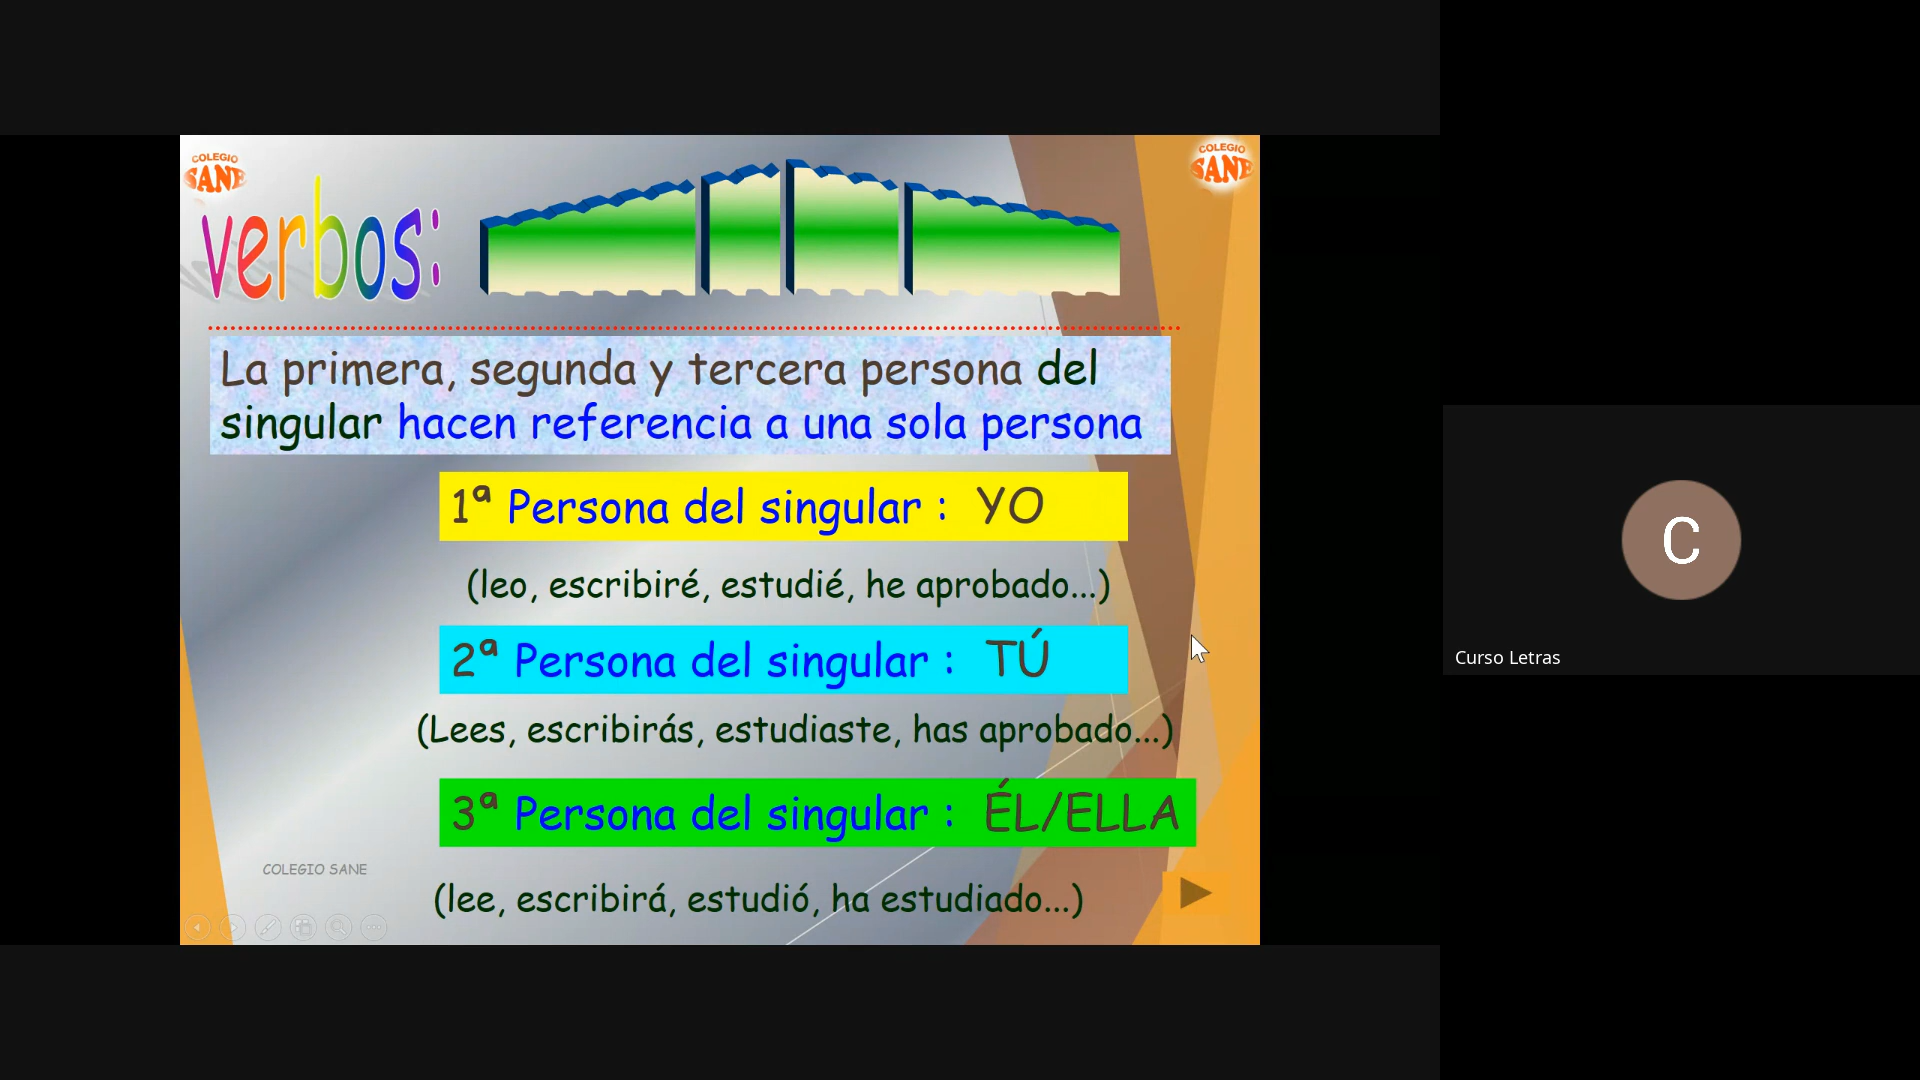 COLEGIO
SANE
COLEGIO
SANE
verbos:
La primera, segunda y tercera persona del
singular hacen referencia a una sola persona
1ª Persona del singular : YO
(leo, escribiré, estudié, he aprobado...)
2ª Persona del singular : TÚ
(Lees, escribirás, estudiaste, has aprobado...)
3ª Persona del singular : ÉL/ELLA
COLEGIO SANE
(lee, escribirá, estudió, ha estudiado...)
C
Curso Letras